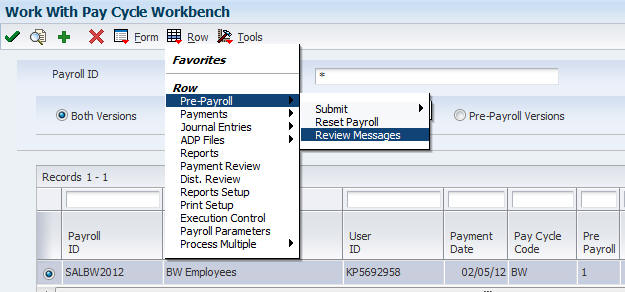 Work With Pay Cycle Workbench
Form Row Tools
Favorites
Row
Pre-Payroll
Payments
Journal Entries
ADP Files
Reports
Payment Review
Dist. Review
Reports Setup
Print Setup
Execution Control
Payroll Parameters
Process Multiple
Submit
Reset Payroll
Review Messages
Payroll ID *
Both Versions Pre-Payroll Versions
Records 1 - 1
Payroll ID User ID Payment Date Pay Cycle Code Pre Payroll
SALBW2012 BW Employees KP5692958 02/05/12 BW 1